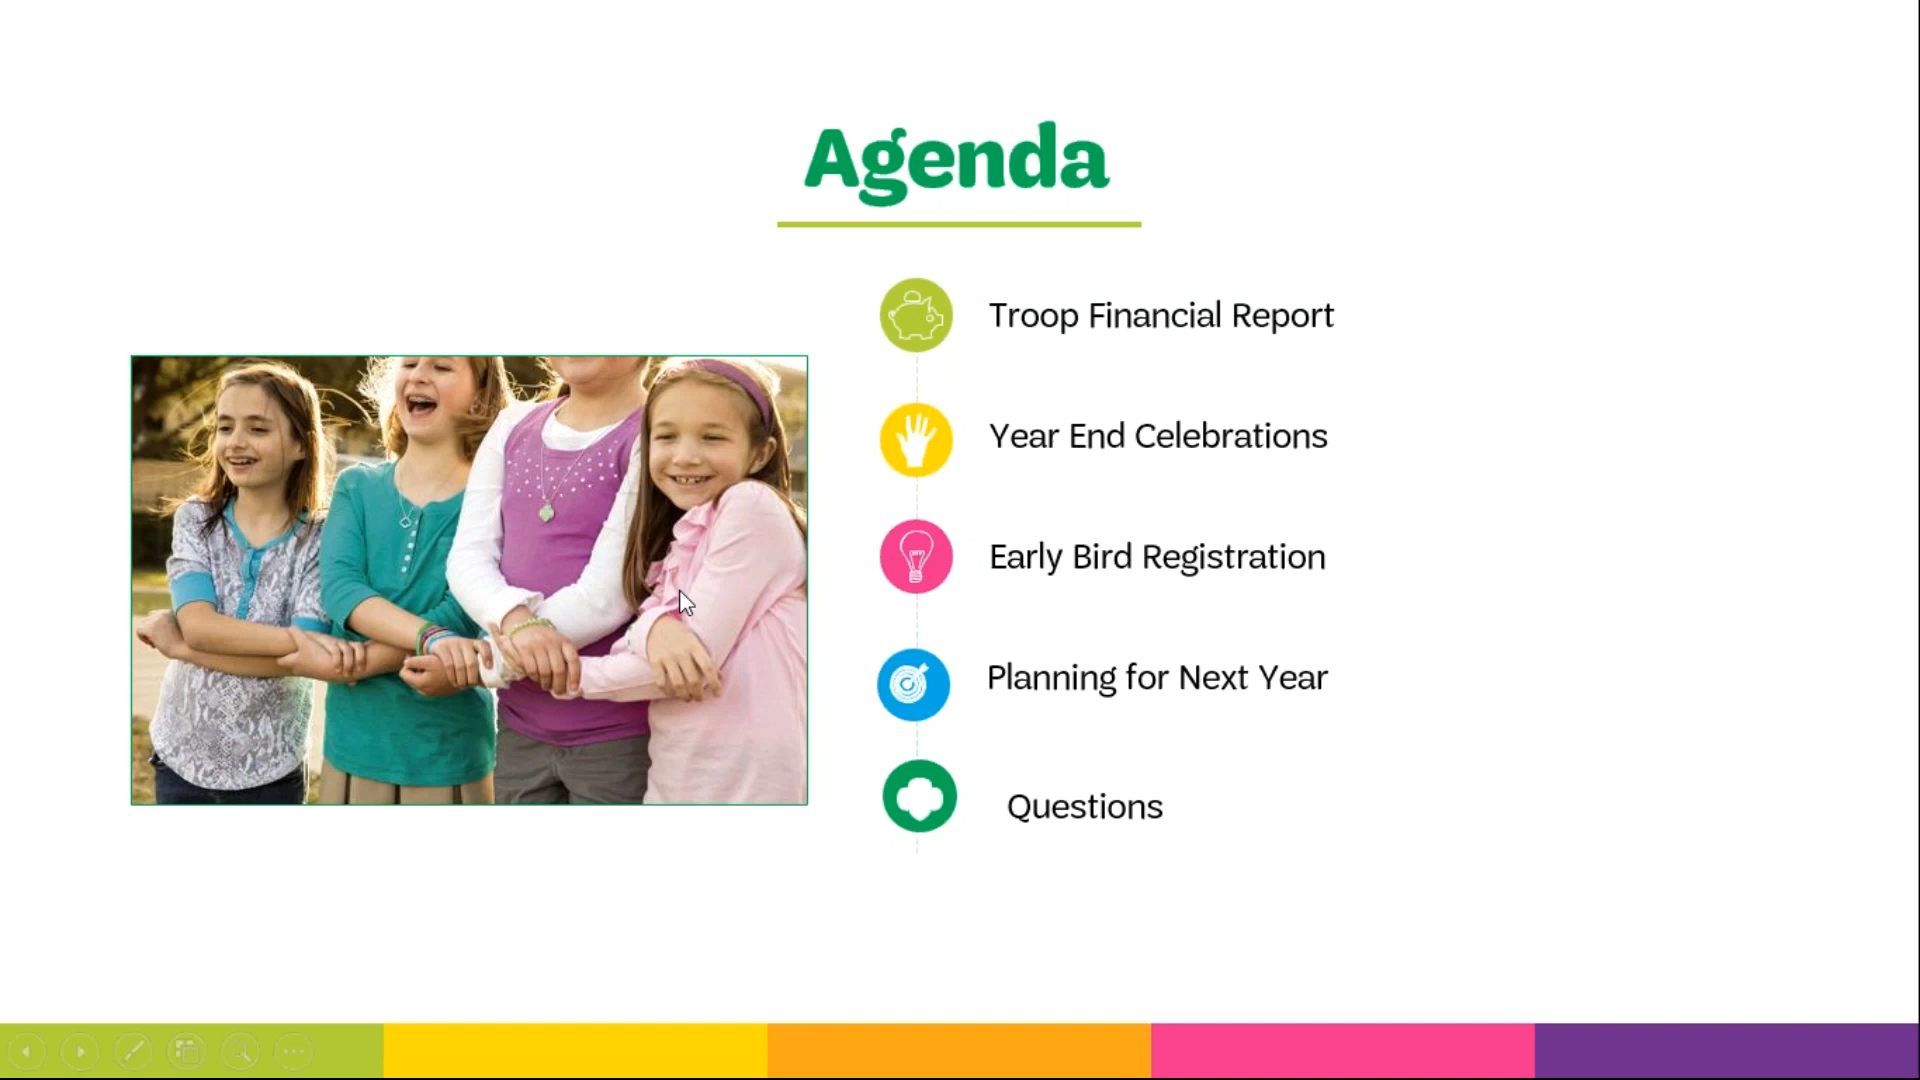 Agenda
Troop Financial Report
Year End Celebrations
Early Bird Registration
Planning for Next Year
Questions